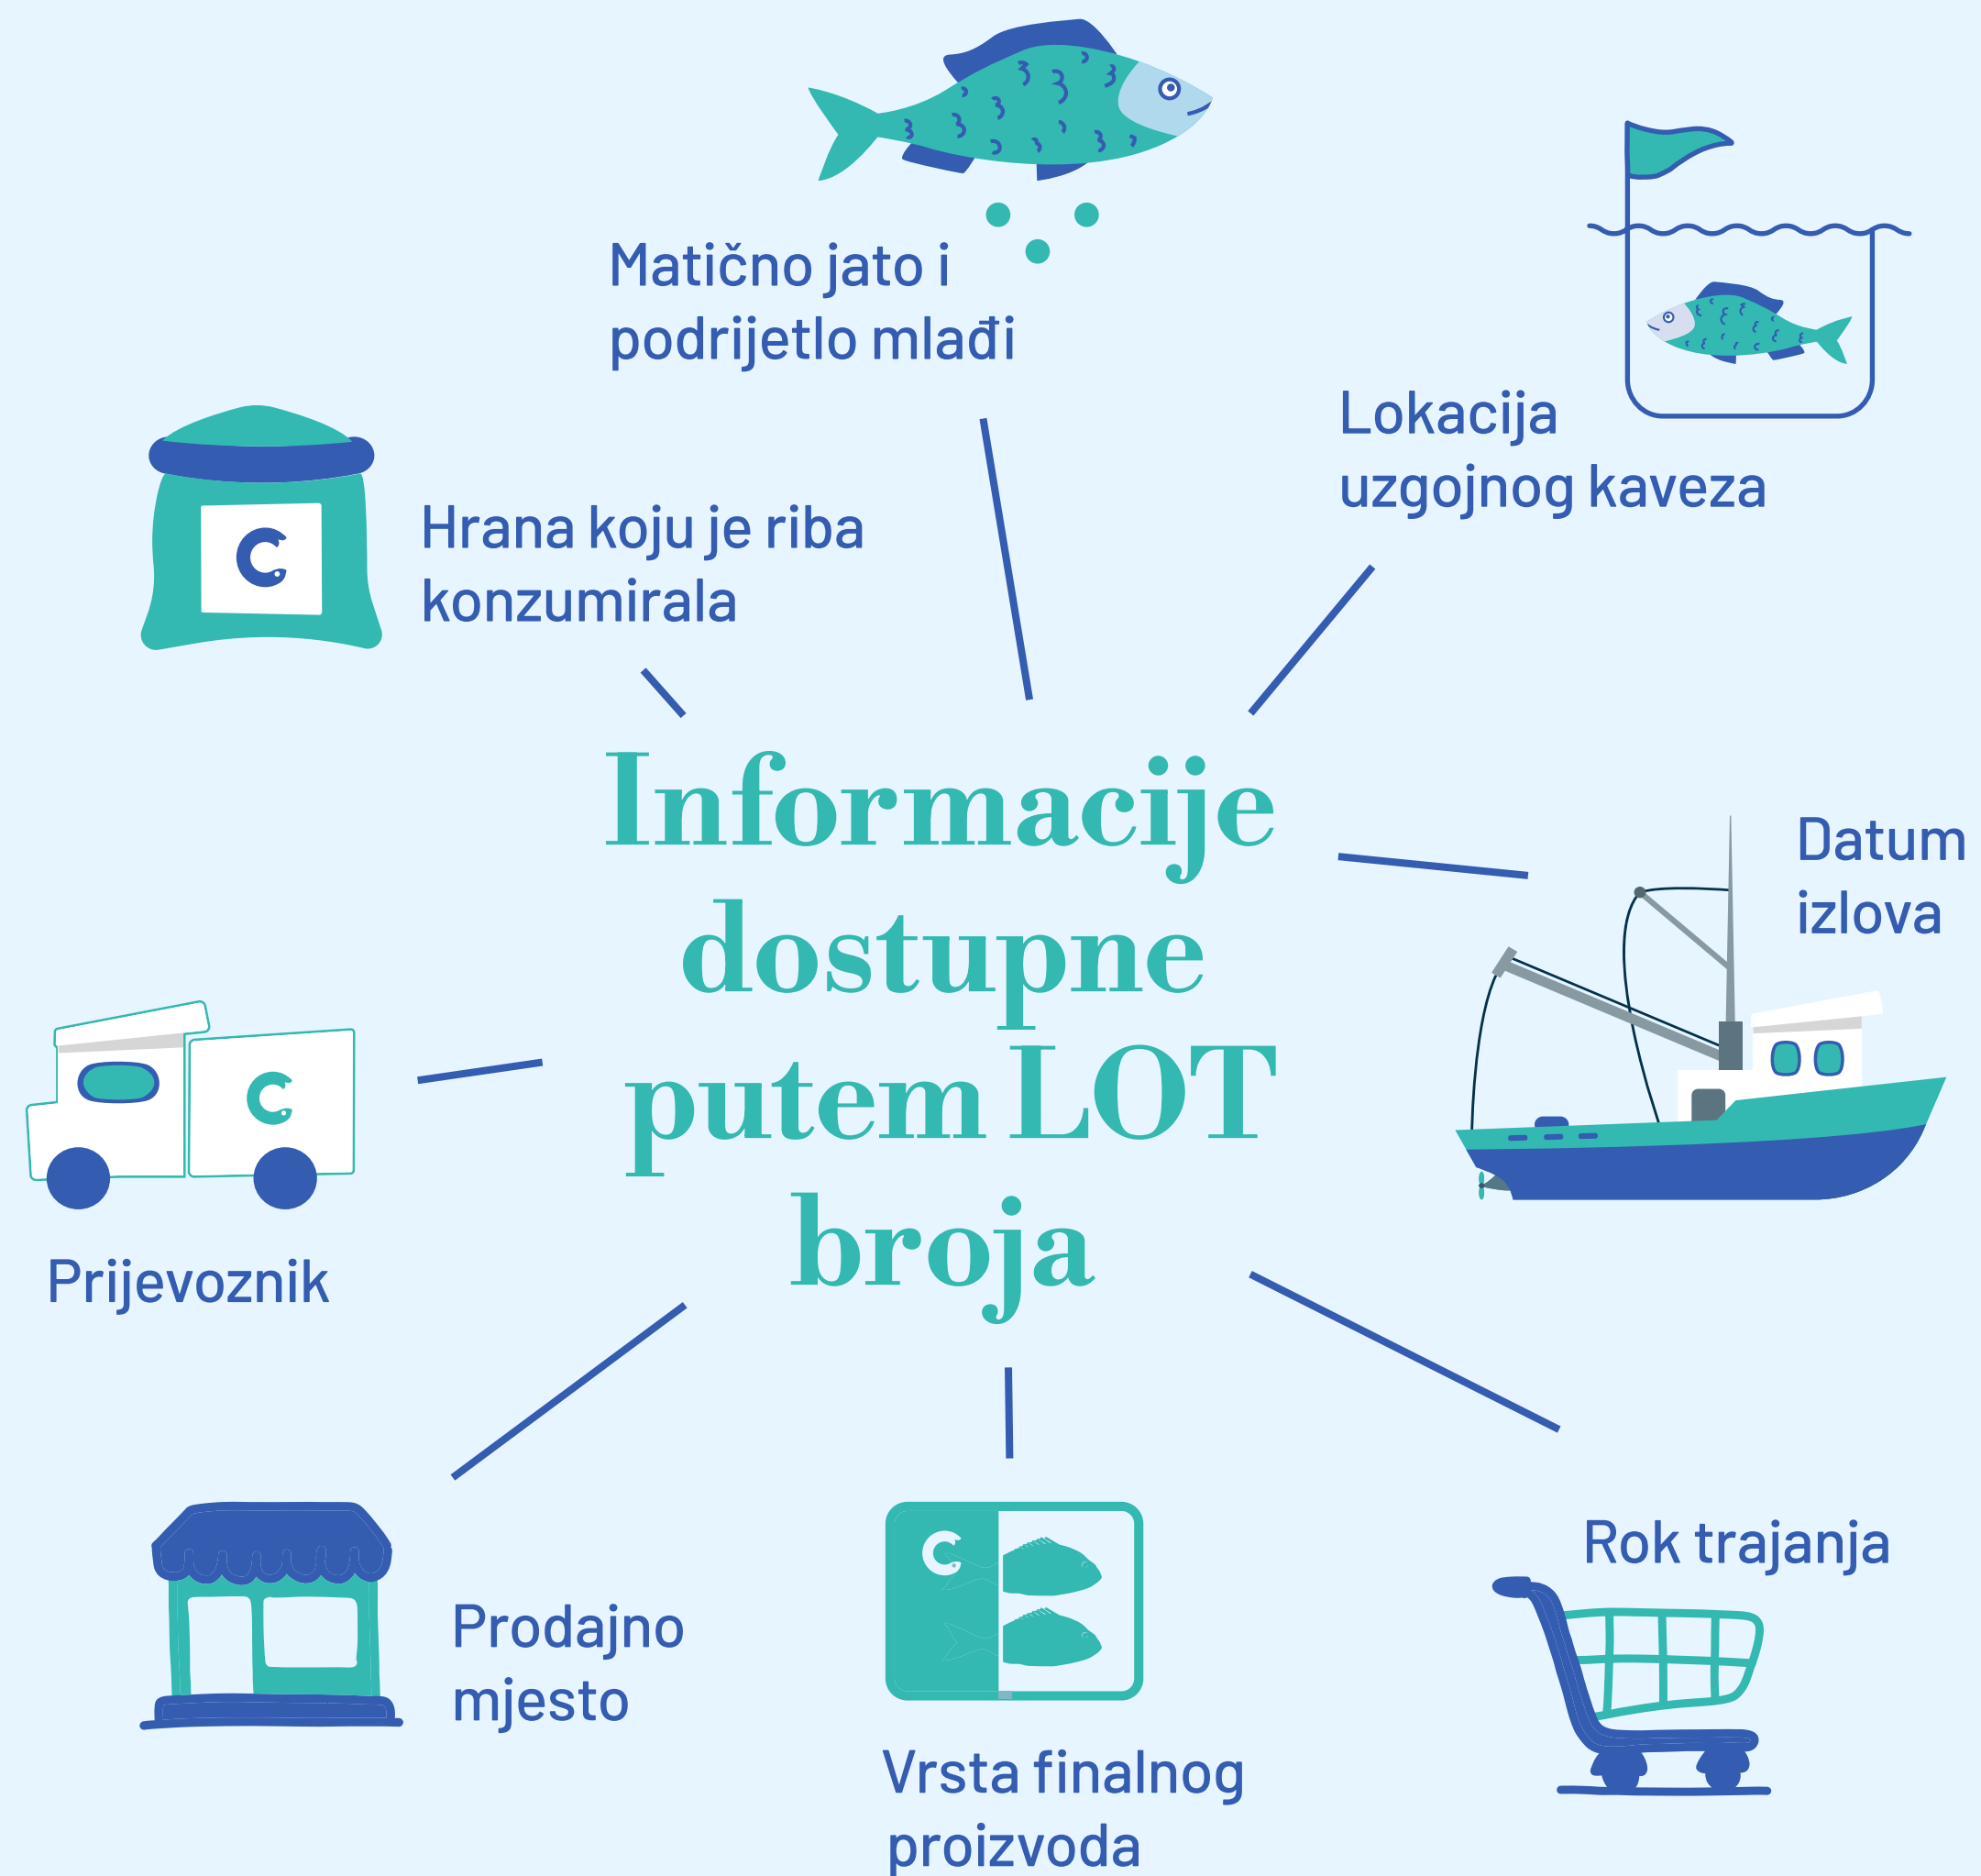 Matično jato i
podrijetlo mlađi
Lokacija
uzgojnog kaveza
Hrana koju je riba
konzumirala
Informacije
dostupne
putem LOT
broja
Datum
izlova
Prijevoznik
Rok trajanja
Prodajno
mjesto
Vrsta finalnog
proizvoda